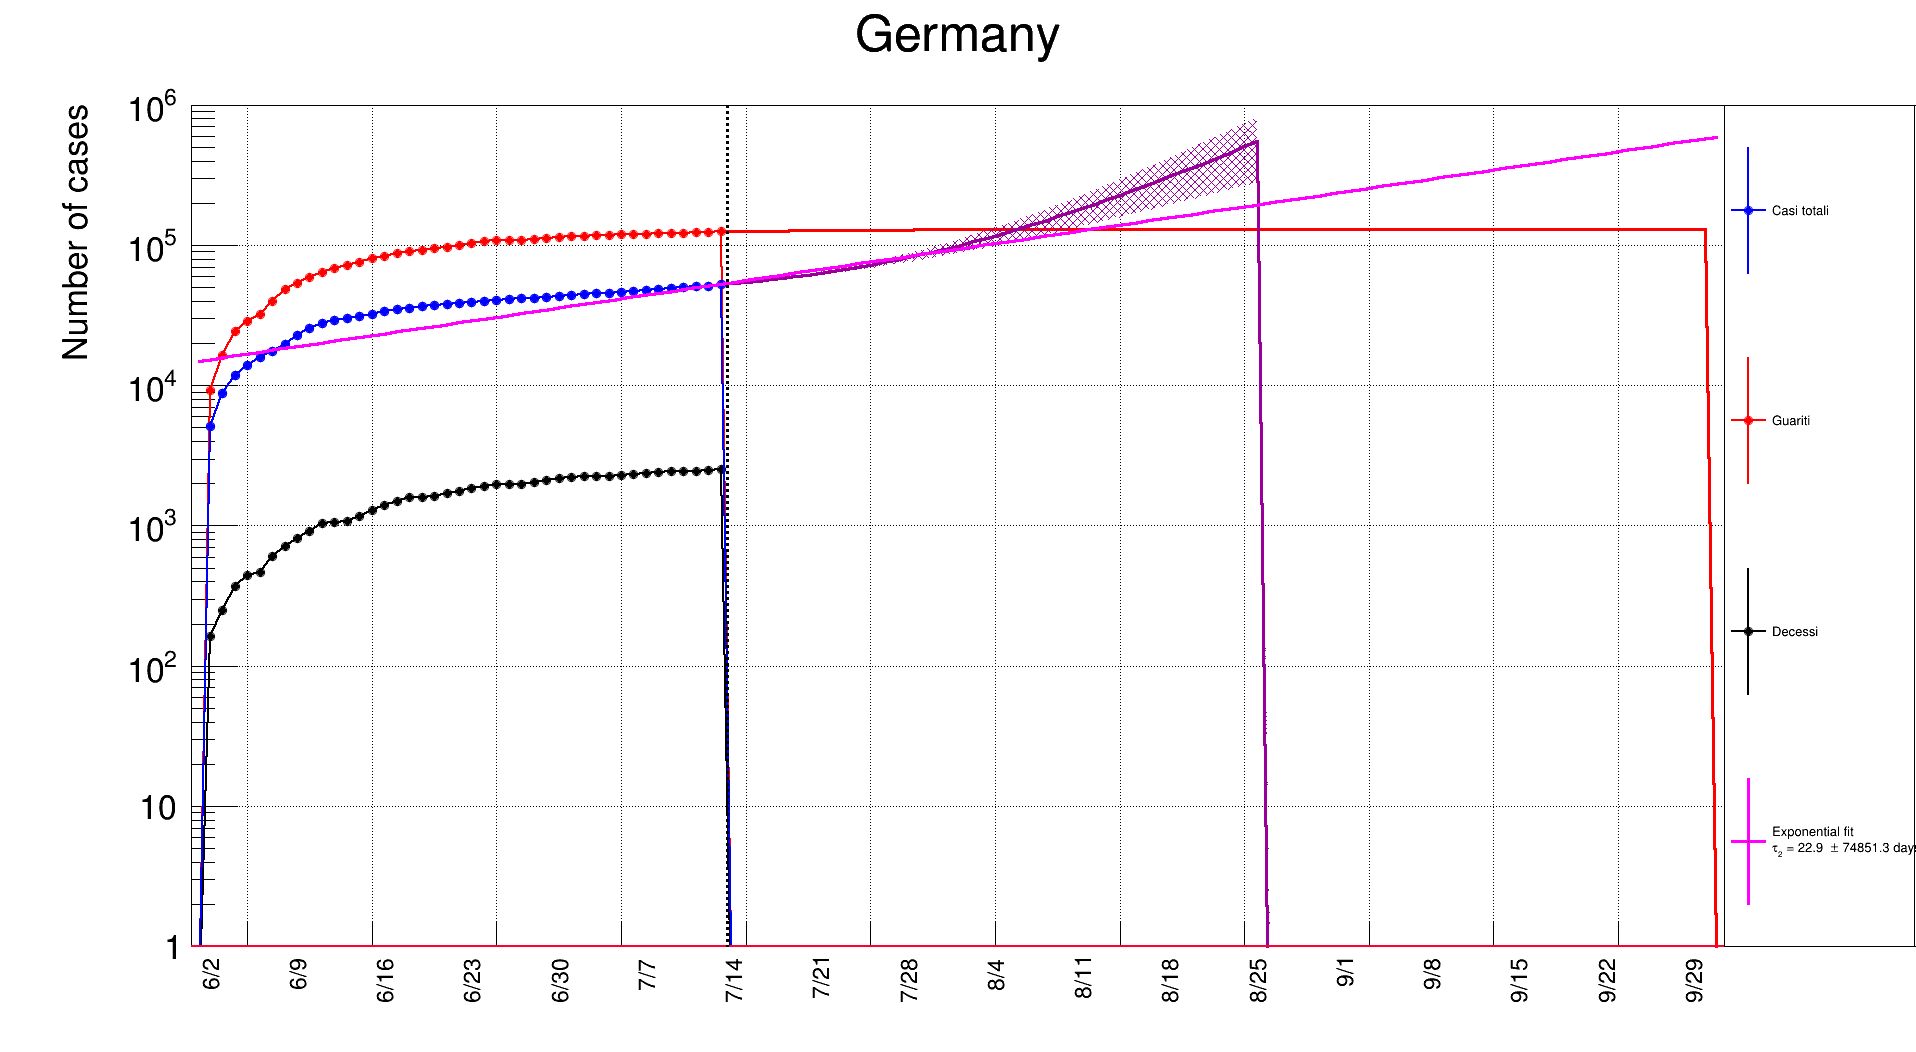 Germany
Number of cases
10^6
10^5
10^4
10^3
10^2
10
1
6/2 6/9 6/16 6/23 6/30 7/7 7/14 7/21 7/28 8/4 8/11 8/18 8/25 9/1 9/8 9/15 9/22 9/29
Casi totali
Guariti
Decessi
Exponential fit
τ_2 = 22.9 ± 74851.3 days